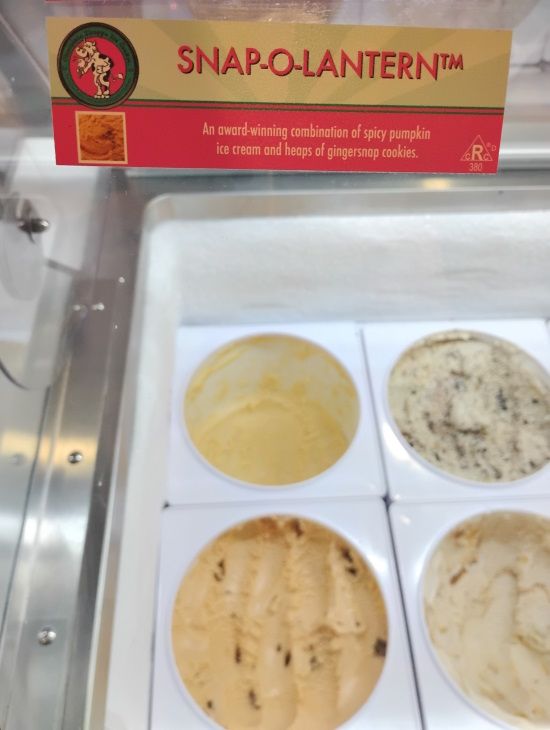 SNAP-O-LANTERN™
An award-winning combination of spicy pumpkin
ice cream and heaps of gingersnap cookies.
R
380